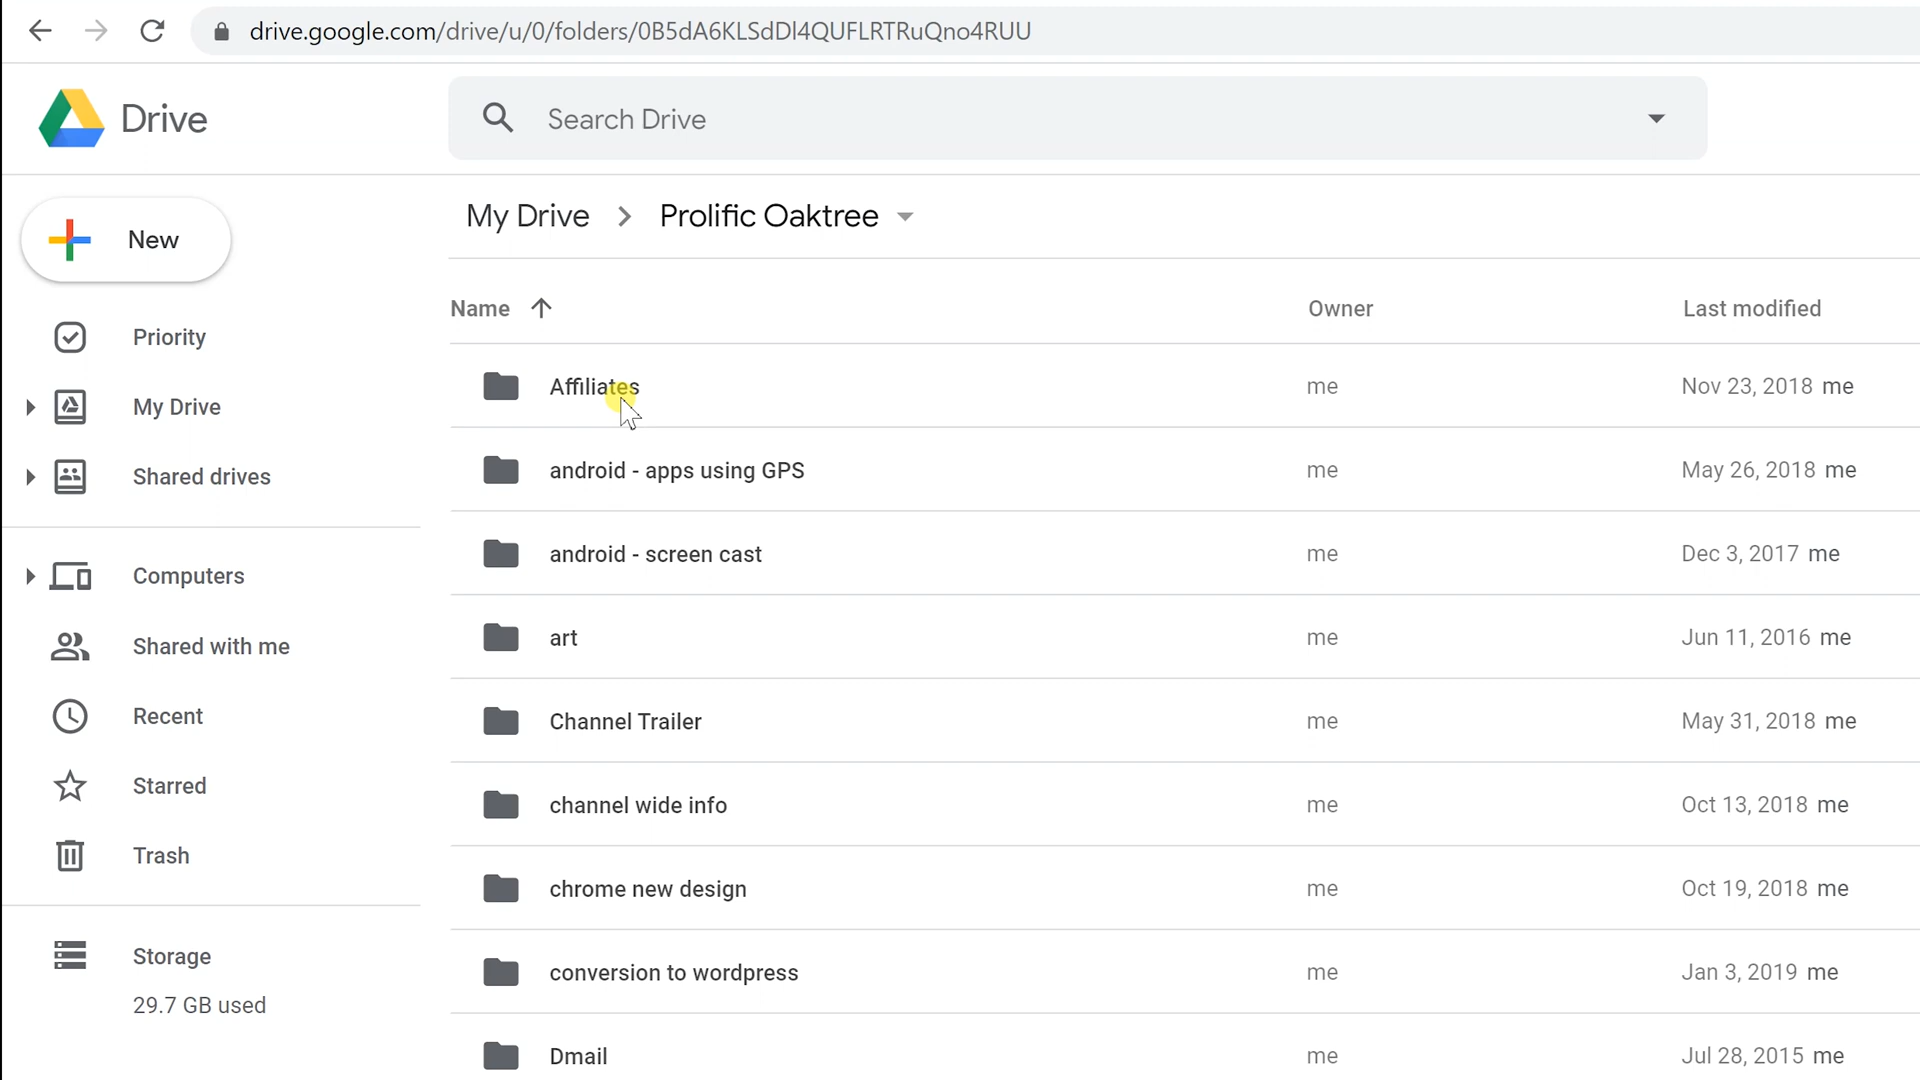 drive.google.com/drive/u/0/folders/0B5dA6KLSdDl4QUFLRTRuQno4RUU
Drive
Search Drive
New
My Drive > Prolific Oaktree
Name Owner Last modified
Priority
My Drive
Shared drives
Computers
Shared with me
Recent
Starred
Trash
Storage
29.7 GB used
Affiliates me Nov 23, 2018 me
android - apps using GPS me May 26, 2018 me
android - screen cast me Dec 3, 2017 me
art me Jun 11, 2016 me
Channel Trailer me May 31, 2018 me
channel wide info me Oct 13, 2018 me
chrome new design me Oct 19, 2018 me
conversion to wordpress me Jan 3, 2019 me
Dmail me Jul 28, 2015 me